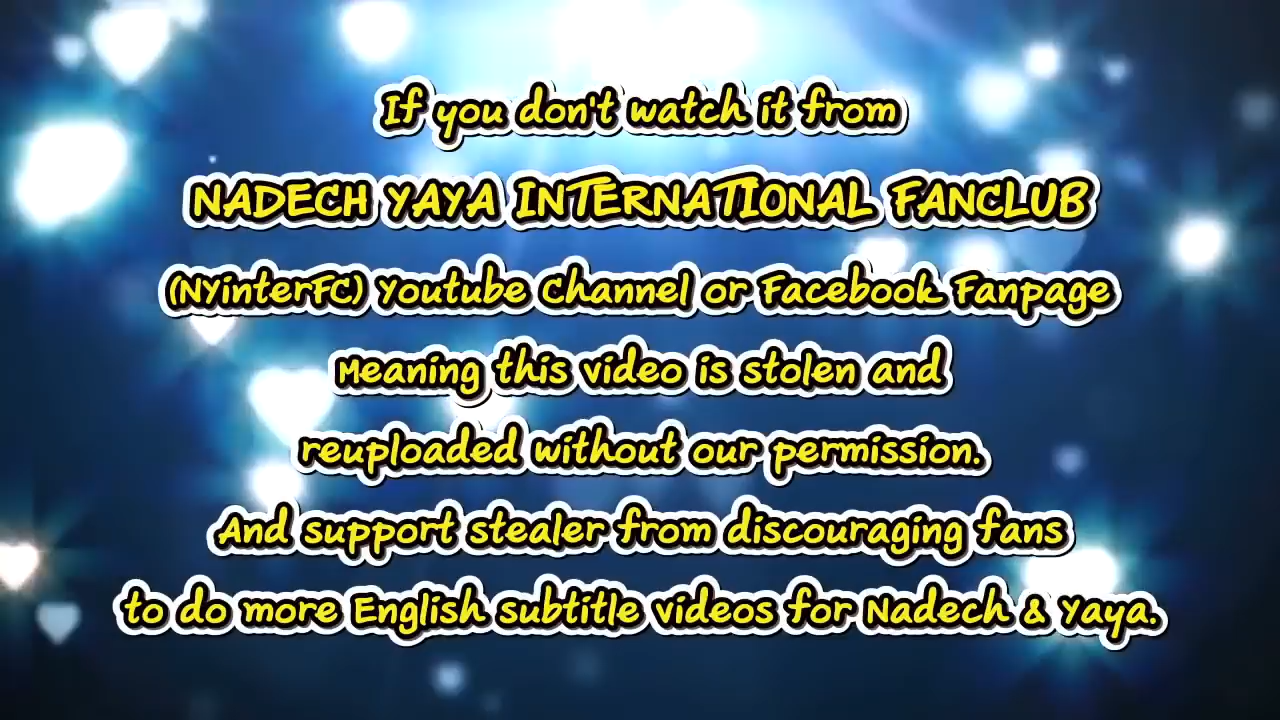 If you don't watch it from
NADECH YAYA INTERNATIONAL FANCLUB
(NYinterFC) Youtube Channel or Facebook Fanpage
Meaning this video is stolen and
reuploaded without our permission.
And support stealer from discouraging fans
to do more English subtitle videos for Nadech & Yaya.